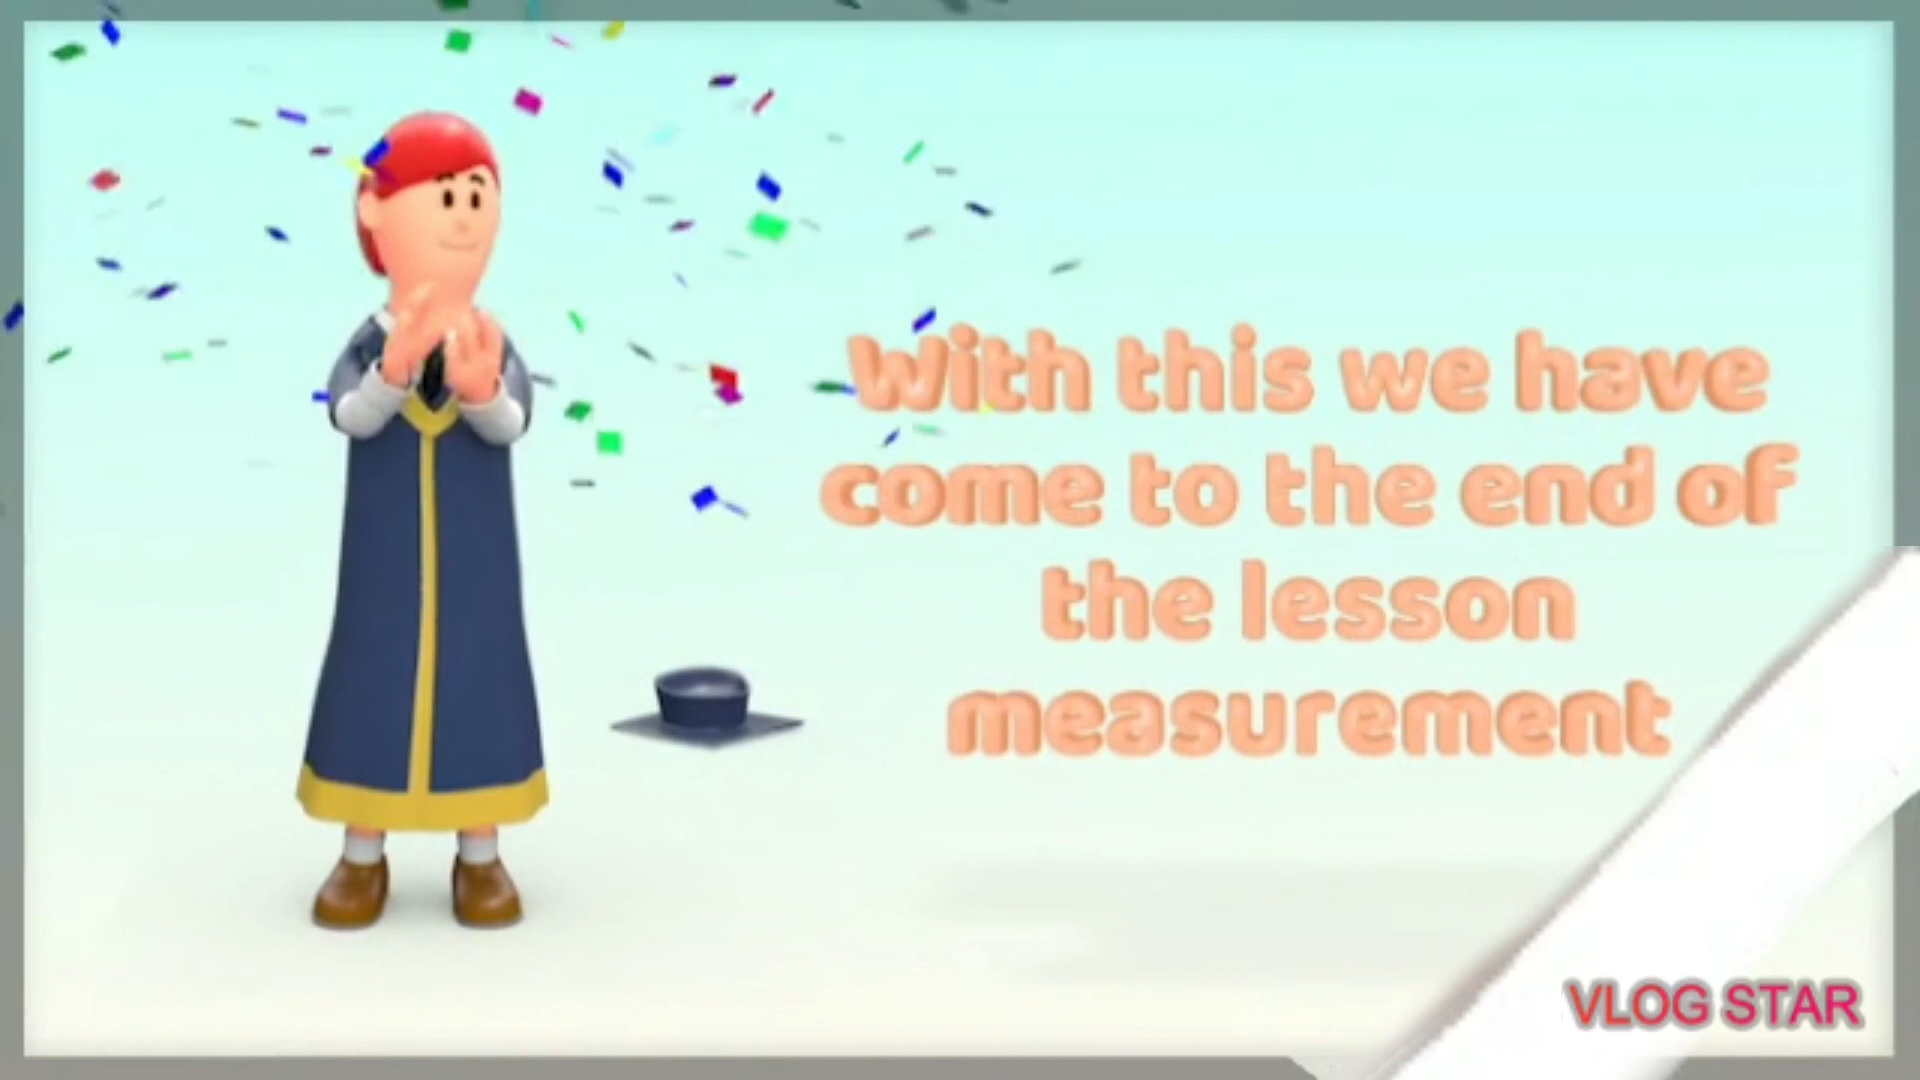 With this we have
come to the end of
the lesson
measurement
VLOG STAR